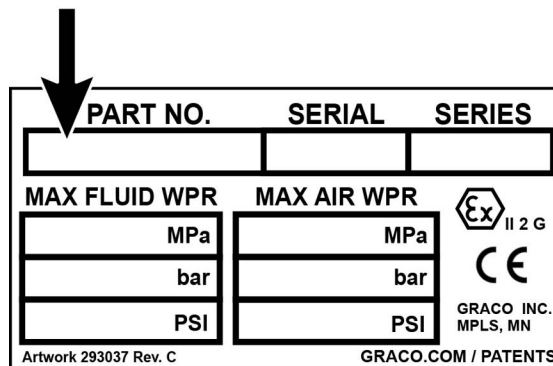 PART NO. SERIAL SERIES
MAX FLUID WPR MAX AIR WPR
MPa MPa
bar bar
PSI PSI
Ex II 2 G
CE
GRACO INC.
MPLS, MN
Artwork 293037 Rev. C GRACO.COM / PATENTS